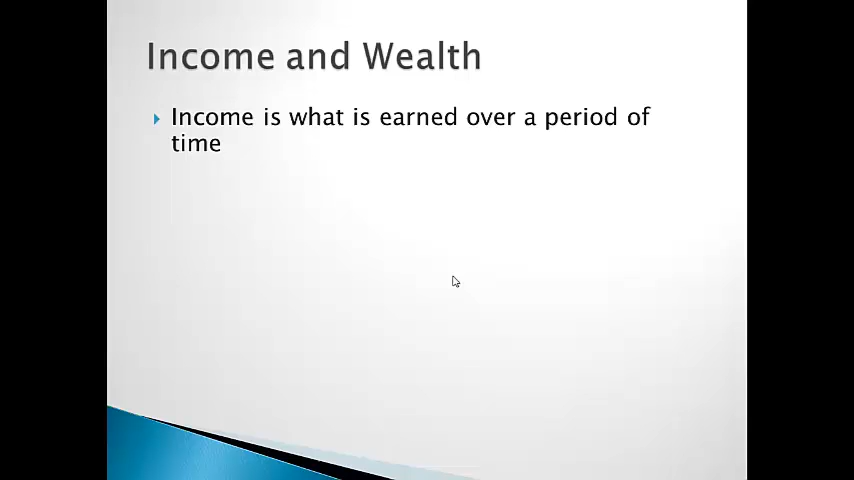 Income and Wealth
Income is what is earned over a period of
time